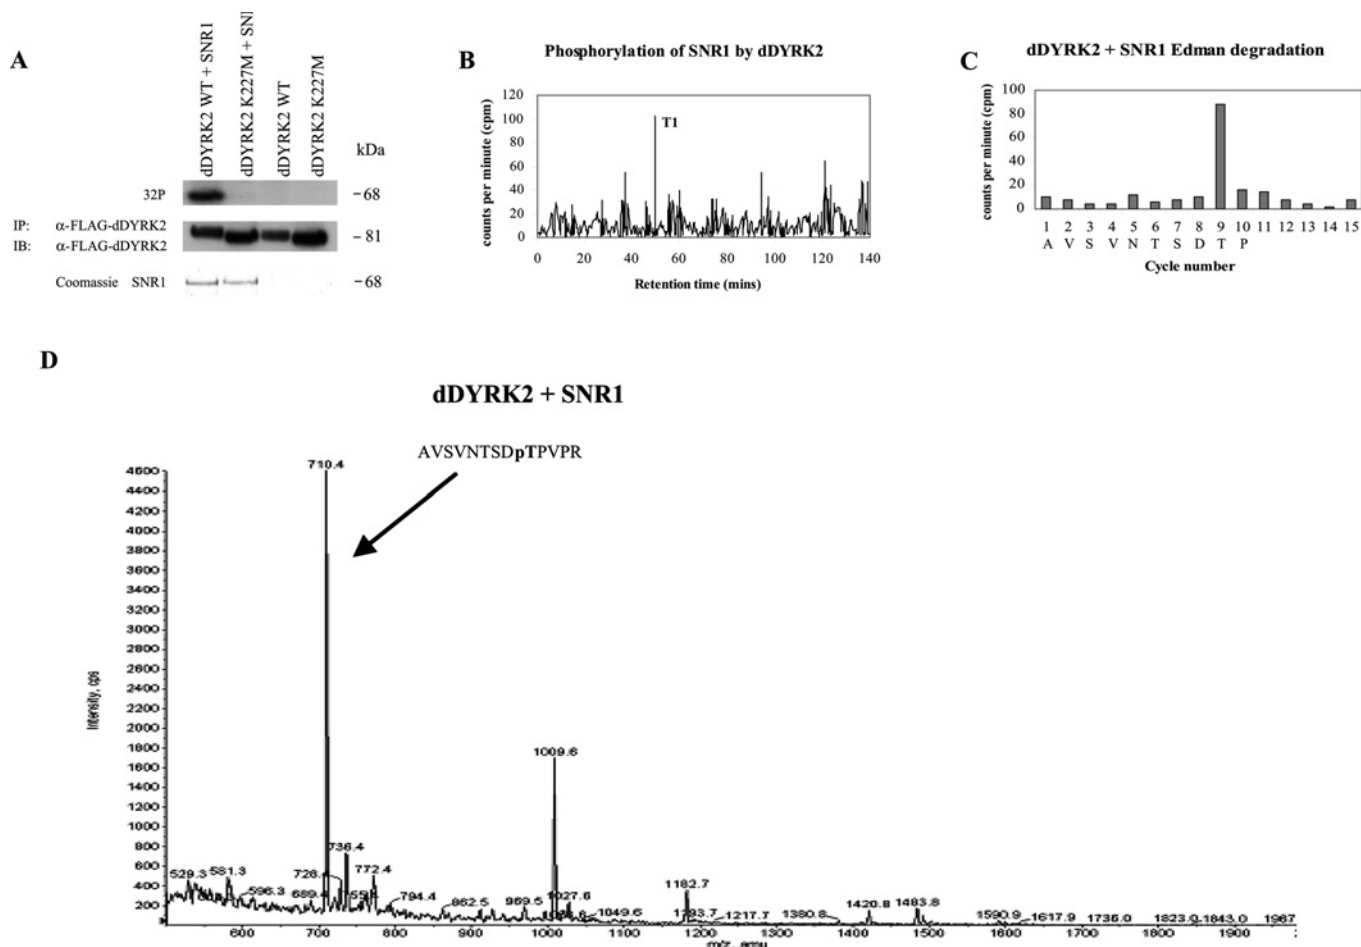 A
dDYRK2 WT + SNR1
dDYRK2 K227M + SNI
dDYRK2 WT
dDYRK2 K227M
kDa
32P
-68
IP: α-FLAG-dDYRK2
IB: α-FLAG-dDYRK2
- 81
Coomassie SNR1
-68
B
Phosphorylation of SNR1 by dDYRK2
counts per minute (cpm)
120
100
80
60
40
20
0
T1
0 20 40 60 80 100 120 140
Retention time (mins)
C
dDYRK2 + SNR1 Edman degradation
counts per minute (cpm)
100
80
60
40
20
0
1 2 3 4 5 6 7 8 9 10 11 12 13 14 15
A V S V N T S D T P
Cycle number
D
dDYRK2 + SNR1
AVSVNTSDpTPVPR
Intensity, cps
4600
4400
4200
4000
3800
3600
3400
3200
3000
2800
2600
2400
2200
2000
1800
1600
1400
1200
1000
800
600
400
200
710.4
1009.6
736.4
529.3
581.3
596.3
689.4
772.4
794.4
862.5
969.5
1027.6
1049.6
1182.7
1217.7
1380.8
1420.8
1483.8
1590.9
1617.9
1736.0
1823.0
1843.0
600 700 800 900 1000 1100 1200 1300 1400 1500 1600 1700 1800 1900
m/z, amu